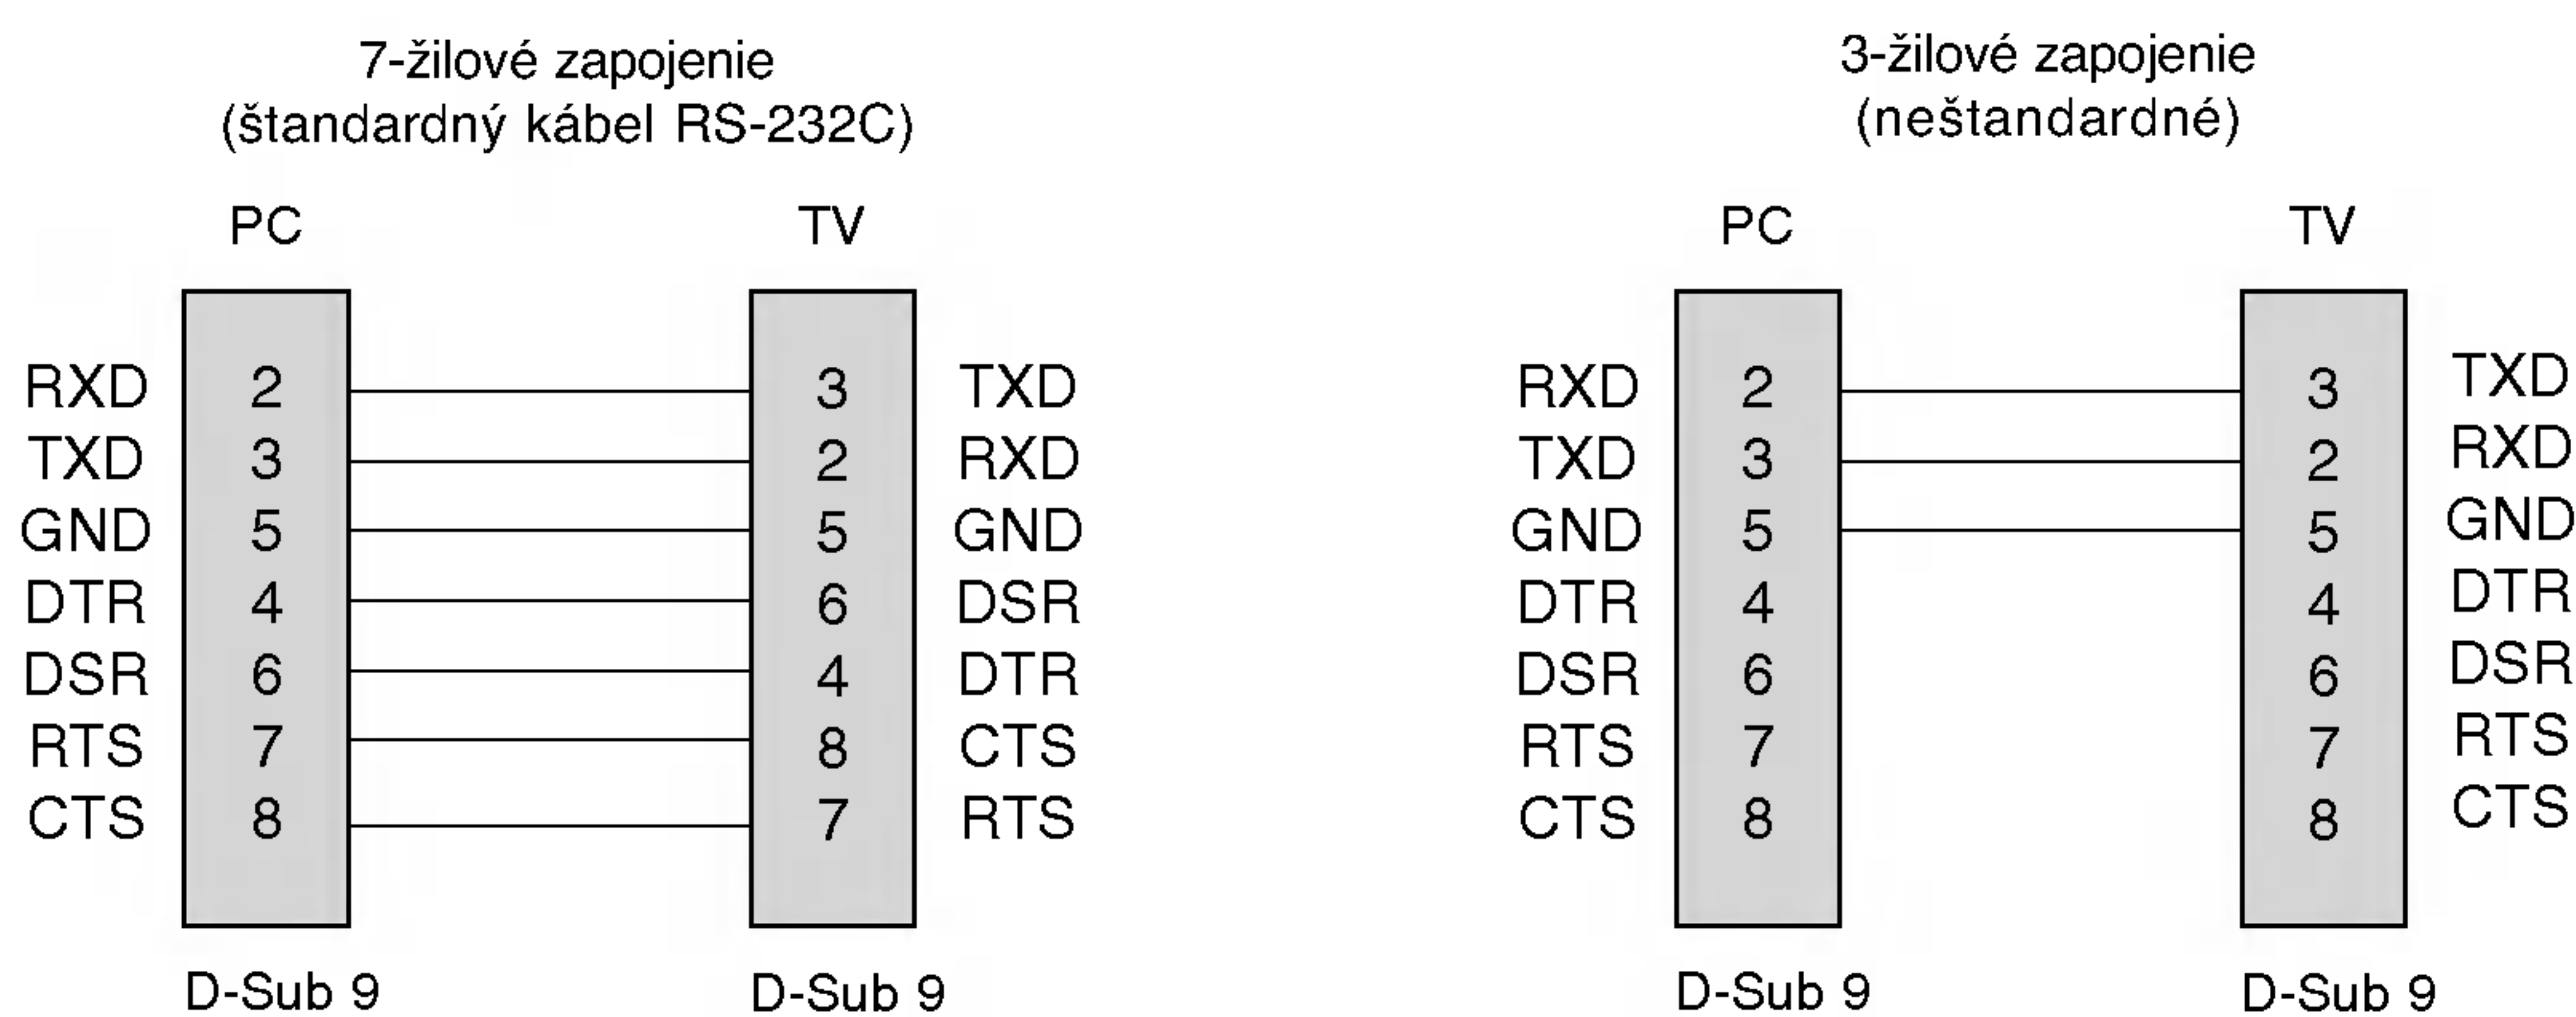 7-žilové zapojenie
(štandardný kábel RS-232C)
PC TV
RXD 2 3 TXD
TXD 3 2 RXD
GND 5 5 GND
DTR 4 6 DSR
DSR 6 4 DTR
RTS 7 8 CTS
CTS 8 7 RTS
D-Sub 9 D-Sub 9
3-žilové zapojenie
(neštandardné)
PC TV
RXD 2 3 TXD
TXD 3 2 RXD
GND 5 5 GND
DTR 4 4 DTR
DSR 6 6 DSR
RTS 7 7 RTS
CTS 8 8 CTS
D-Sub 9 D-Sub 9